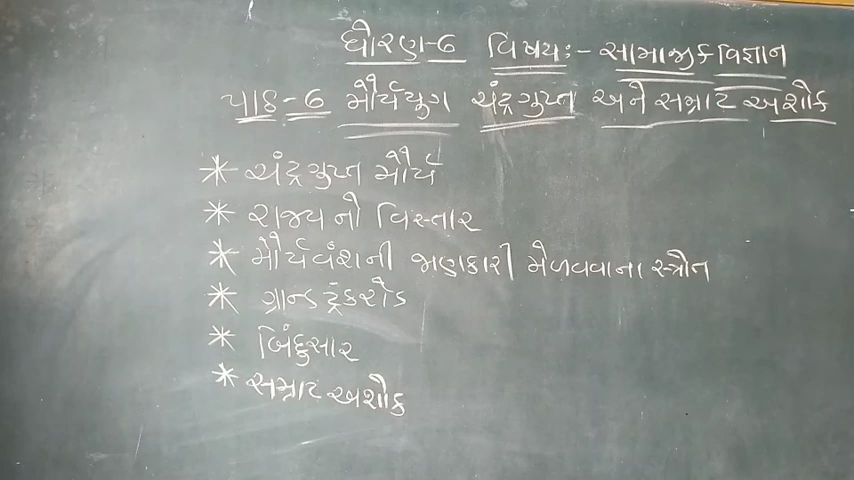 ધોરણ-6 વિષયઃ- સામાજીક વિજ્ઞાન
પાઠ-6 મૌર્યયુગ ચંદ્રગુપ્ત અને સમ્રાટ અશોક
* ચંદ્રગુપ્ત મૌર્ય
* રાજ્ય નો વિસ્તાર
* મૌર્યવંશની જાણકારી મેળવવાના સ્ત્રોત
* ગ્રાન્ડ ટ્રંકરોડ
* બિંદુસાર
* સમ્રાટ અશોક